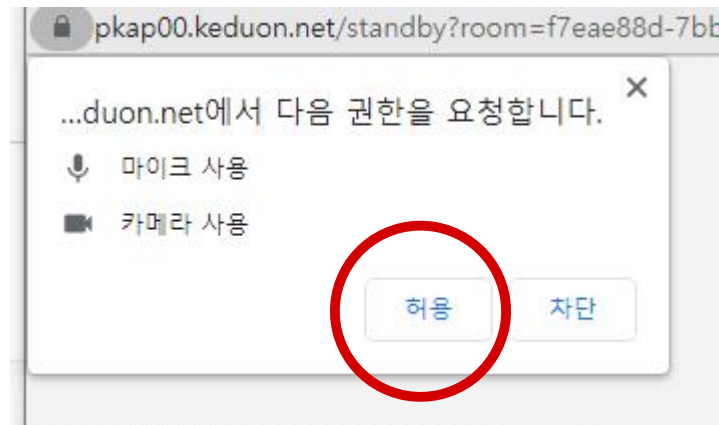 pkap00.keduon.net/standby?room=f7eae88d-7bb
...duon.net에서 다음 권한을 요청합니다.
마이크 사용
카메라 사용
허용 차단